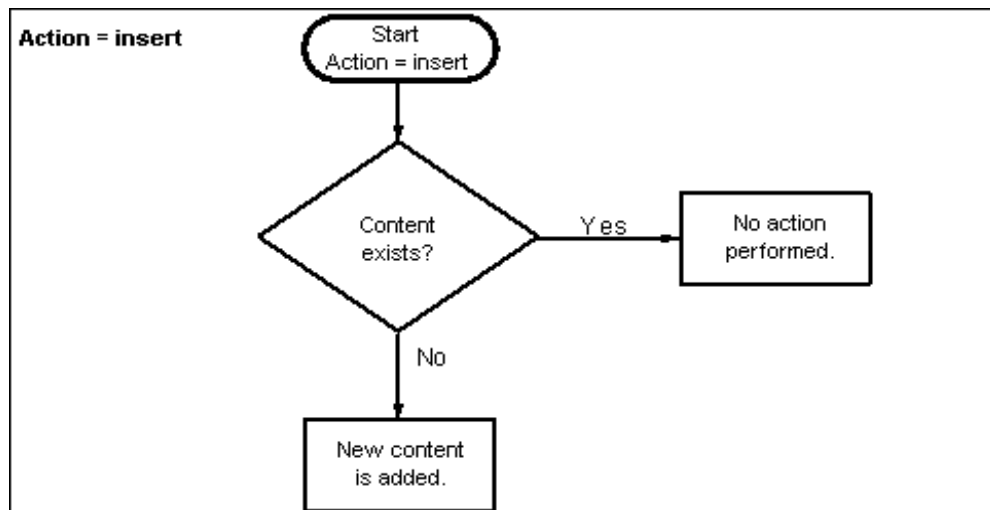 Action = insert
Start
Action = insert
Content
exists?
Yes
No action
performed.
No
New content
is added.